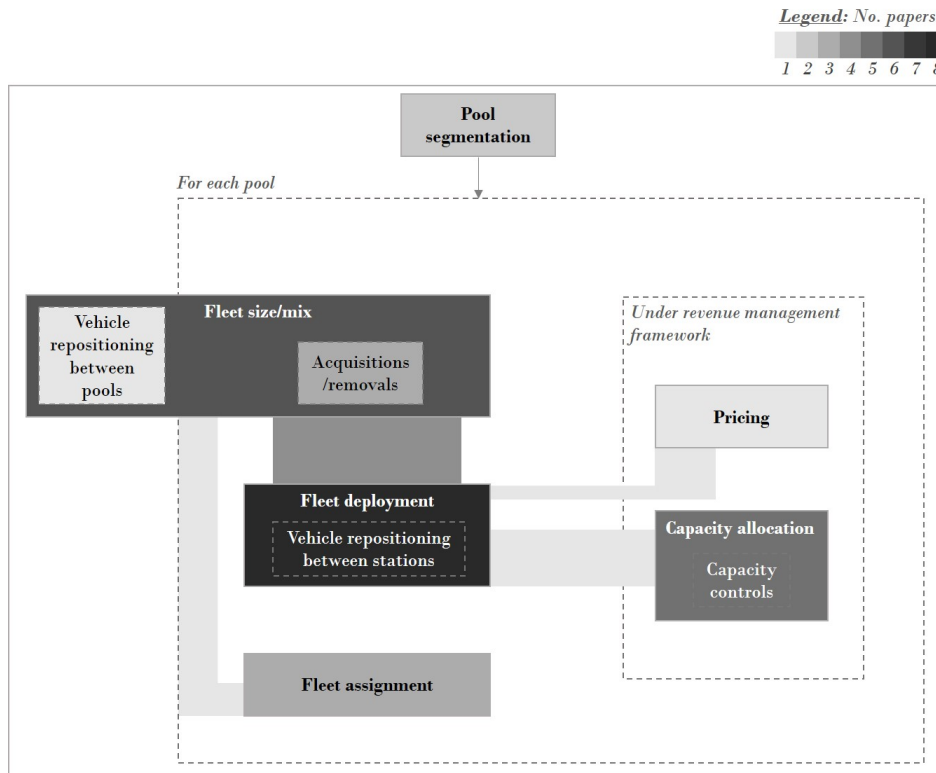 Legend: No. papers
1 2 3 4 5 6 7 8
Pool
segmentation
For each pool
Fleet size/mix
Vehicle
repositioning
between
pools
Acquisitions
/removals
Under revenue management
framework
Pricing
Fleet deployment
Vehicle repositioning
between stations
Capacity allocation
Capacity
controls
Fleet assignment